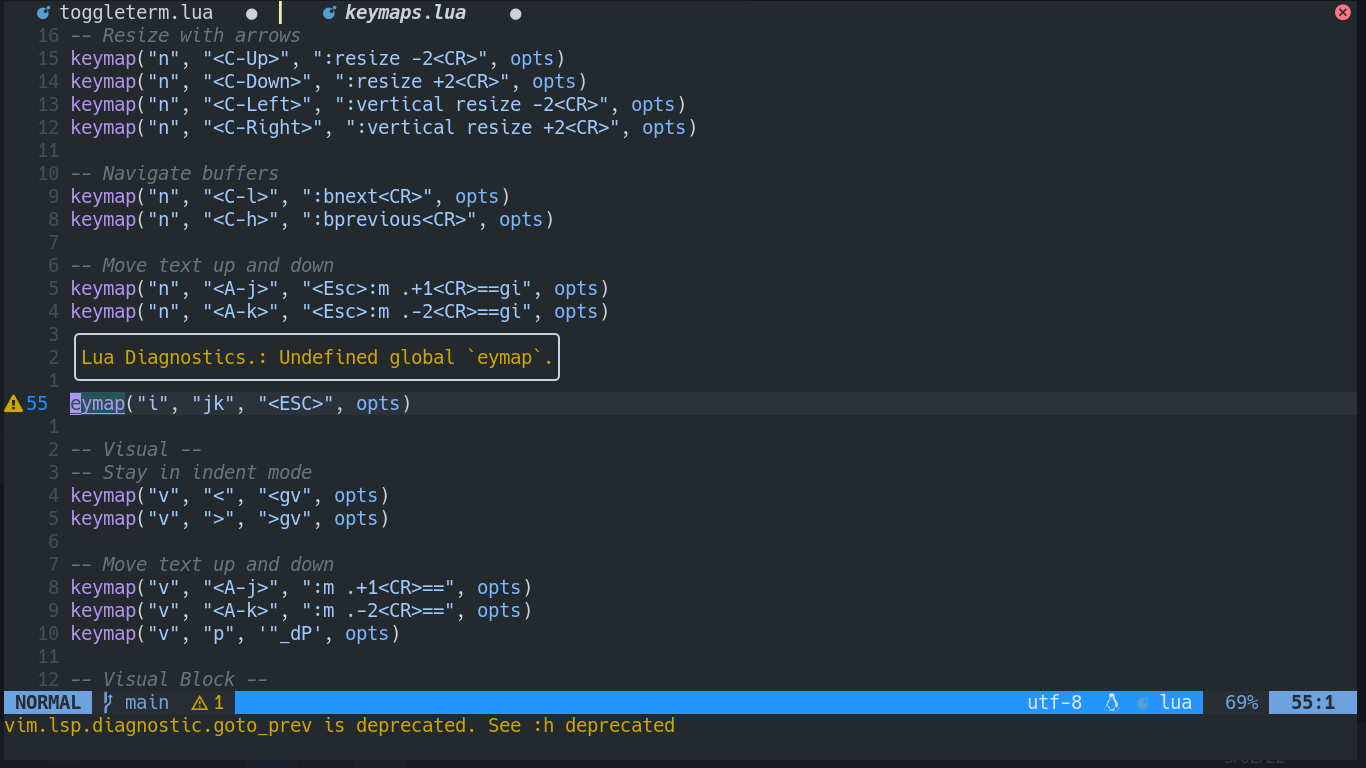 toggleterm.lua ● keymaps.lua ●
16 -- Resize with arrows
15 keymap("n", "<C-Up>", ":resize -2<CR>", opts)
14 keymap("n", "<C-Down>", ":resize +2<CR>", opts)
13 keymap("n", "<C-Left>", ":vertical resize -2<CR>", opts)
12 keymap("n", "<C-Right>", ":vertical resize +2<CR>", opts)
11
10 -- Navigate buffers
9 keymap("n", "<C-l>", ":bnext<CR>", opts)
8 keymap("n", "<C-h>", ":bprevious<CR>", opts)
7
6 -- Move text up and down
5 keymap("n", "<A-j>", "<Esc>:m .+1<CR>==gi", opts)
4 keymap("n", "<A-k>", "<Esc>:m .-2<CR>==gi", opts)
3
2 Lua Diagnostics.: Undefined global `eymap`.
1
55 eymap("i", "jk", "<ESC>", opts)
1
2 -- Visual --
3 -- Stay in indent mode
4 keymap("v", "<", "<gv", opts)
5 keymap("v", ">", ">gv", opts)
6
7 -- Move text up and down
8 keymap("v", "<A-j>", ":m .+1<CR>==", opts)
9 keymap("v", "<A-k>", ":m .-2<CR>==", opts)
10 keymap("v", "p", '"_dP', opts)
11
12 -- Visual Block --
NORMAL main 1 utf-8 lua 69% 55:1
vim.lsp.diagnostic.goto_prev is deprecated. See :h deprecated